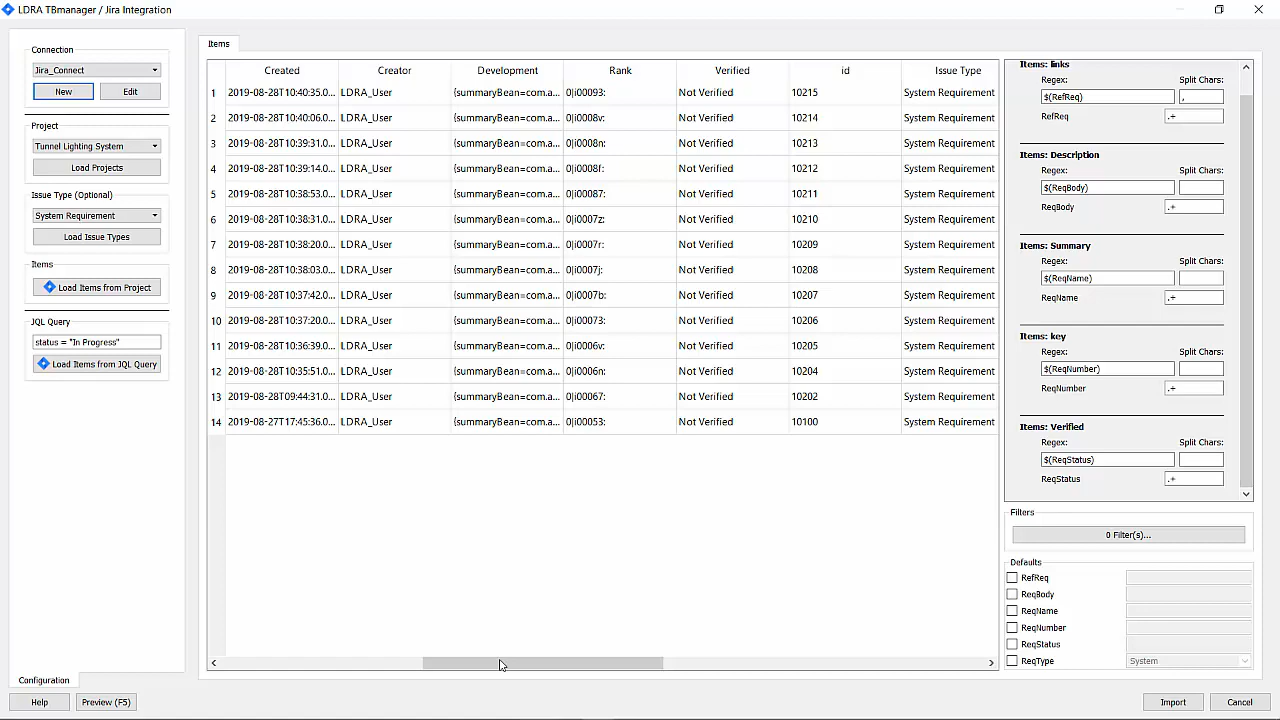 LDRA TBmanager / Jira Integration
Connection
Jira_Connect
New Edit
Project
Tunnel Lighting System
Load Projects
Issue Type (Optional)
System Requirement
Load Issue Types
Items
Load Items from Project
JQL Query
status = "In Progress"
Load Items from JQL Query
Configuration
Items
Created Creator Development Rank Verified id Issue Type
1 2019-08-28T10:40:35.0... LDRA_User {summaryBean=com.a... 0|i00093: Not Verified 10215 System Requirement
2 2019-08-28T10:40:06.0... LDRA_User {summaryBean=com.a... 0|i0008v: Not Verified 10214 System Requirement
3 2019-08-28T10:39:31.0... LDRA_User {summaryBean=com.a... 0|i0008n: Not Verified 10213 System Requirement
4 2019-08-28T10:39:14.0... LDRA_User {summaryBean=com.a... 0|i0008f: Not Verified 10212 System Requirement
5 2019-08-28T10:38:53.0... LDRA_User {summaryBean=com.a... 0|i00087: Not Verified 10211 System Requirement
6 2019-08-28T10:38:31.0... LDRA_User {summaryBean=com.a... 0|i0007z: Not Verified 10210 System Requirement
7 2019-08-28T10:38:20.0... LDRA_User {summaryBean=com.a... 0|i0007r: Not Verified 10209 System Requirement
8 2019-08-28T10:38:03.0... LDRA_User {summaryBean=com.a... 0|i0007j: Not Verified 10208 System Requirement
9 2019-08-28T10:37:42.0... LDRA_User {summaryBean=com.a... 0|i0007b: Not Verified 10207 System Requirement
10 2019-08-28T10:37:20.0... LDRA_User {summaryBean=com.a... 0|i00073: Not Verified 10206 System Requirement
11 2019-08-28T10:36:39.0... LDRA_User {summaryBean=com.a... 0|i0006v: Not Verified 10205 System Requirement
12 2019-08-28T10:35:51.0... LDRA_User {summaryBean=com.a... 0|i0006n: Not Verified 10204 System Requirement
13 2019-08-28T09:44:31.0... LDRA_User {summaryBean=com.a... 0|i00067: Not Verified 10202 System Requirement
14 2019-08-27T17:45:36.0... LDRA_User {summaryBean=com.a... 0|i00053: Not Verified 10100 System Requirement
Items: links
Regex: Split Chars:
$(RefReq) ,
RefReq .+
Items: Description
Regex: Split Chars:
$(ReqBody)
ReqBody .+
Items: Summary
Regex: Split Chars:
$(ReqName)
ReqName .+
Items: key
Regex: Split Chars:
$(ReqNumber)
ReqNumber .+
Items: Verified
Regex: Split Chars:
$(ReqStatus)
ReqStatus .+
Filters
0 Filter(s)...
Defaults
RefReq
ReqBody
ReqName
ReqNumber
ReqStatus
ReqType System
Help Preview (F5) Import Cancel